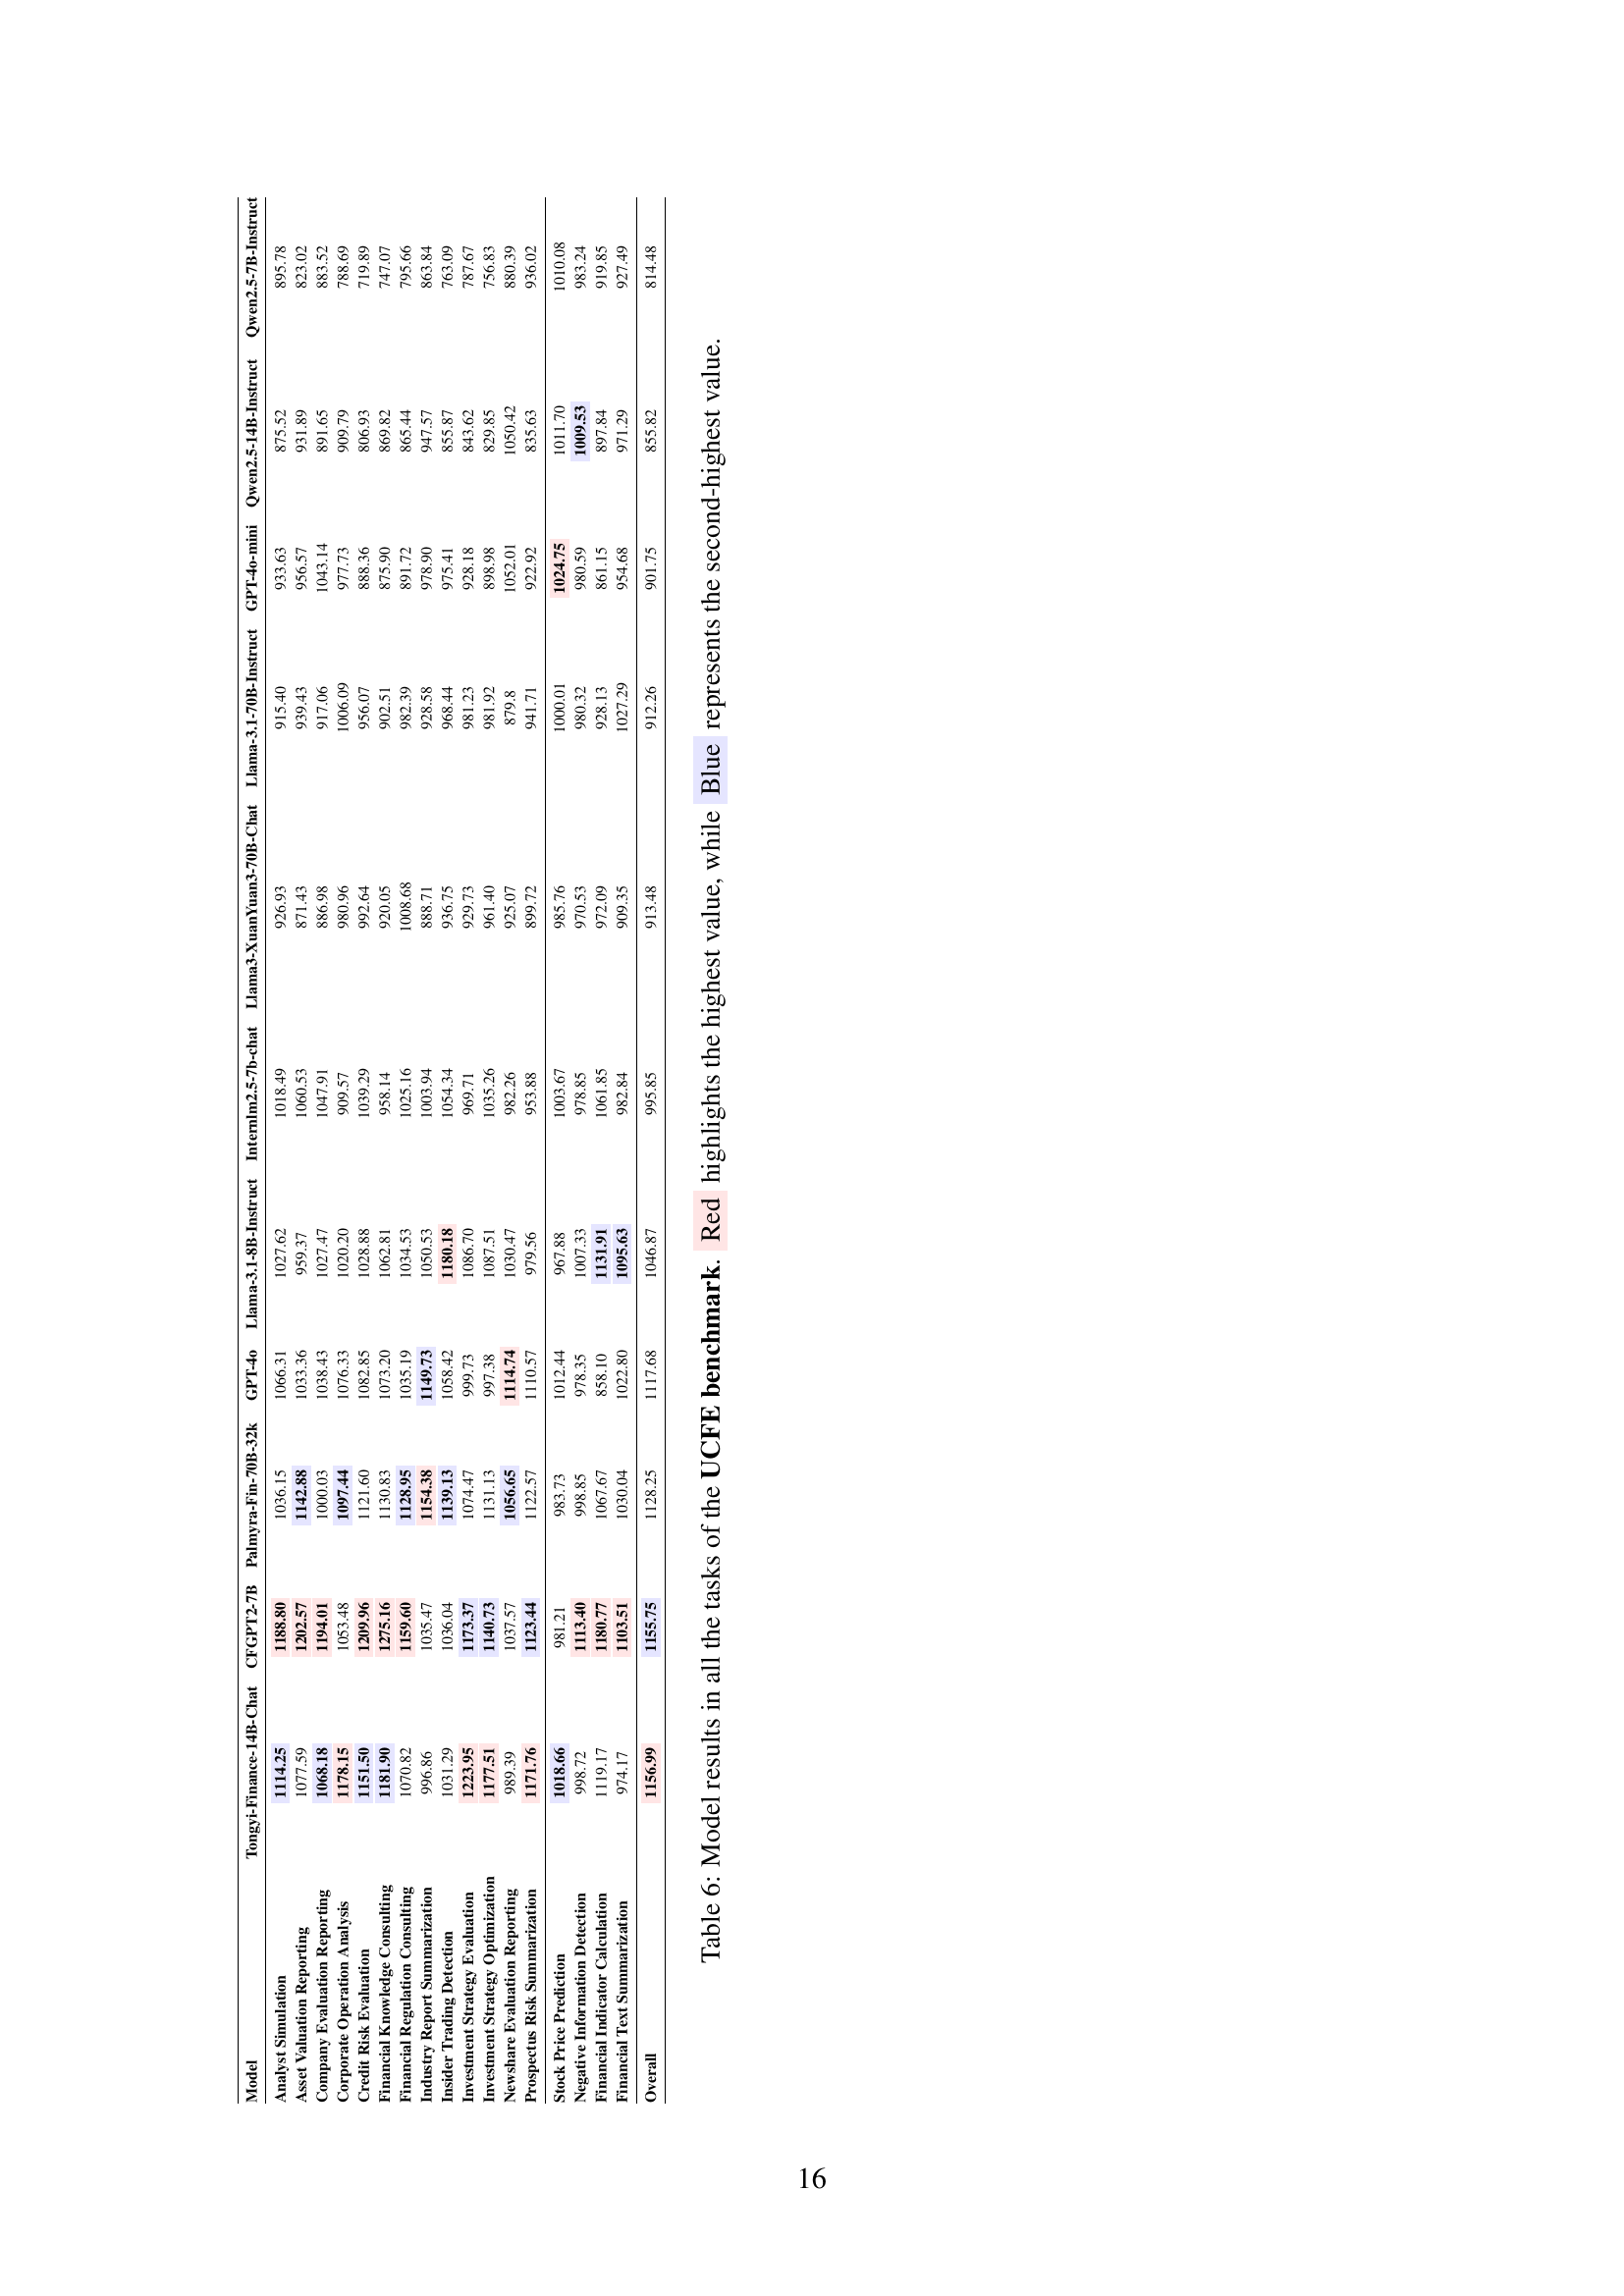 Model Tongyi-Finance-14B-Chat CFGPT2-7B Palmyra-Fin-70B-32k GPT-4o Llama-3.1-8B-Instruct Internlm2.5-7b-chat Llama3-XuanYuan3-70B-Chat Llama-3.1-70B-Instruct GPT-4o-mini Qwen2.5-14B-Instruct Qwen2.5-7B-Instruct
Analyst Simulation 1114.25 1188.80 1036.15 1066.31 1027.62 1018.49 926.93 915.40 933.63 875.52 895.78
Asset Valuation Reporting 1077.59 1202.57 1142.88 1033.36 959.37 1060.53 871.43 939.43 956.57 931.89 823.02
Company Evaluation Reporting 1068.18 1194.01 1000.03 1038.43 1027.47 1047.91 886.98 917.06 1043.14 891.65 883.52
Corporate Operation Analysis 1178.15 1053.48 1097.44 1076.33 1020.20 909.57 980.96 1006.09 977.73 909.79 788.69
Credit Risk Evaluation 1151.50 1209.96 1121.60 1082.85 1028.88 1039.29 992.64 956.07 888.36 806.93 719.89
Financial Knowledge Consulting 1181.90 1275.16 1130.83 1073.20 1062.81 958.14 920.05 902.51 875.90 869.82 747.07
Financial Regulation Consulting 1070.82 1159.60 1128.95 1035.19 1034.53 1025.16 1008.68 982.39 891.72 865.44 795.66
Industry Report Summarization 996.86 1035.47 1154.38 1149.73 1050.53 1003.94 888.71 928.58 978.90 947.57 863.84
Insider Trading Detection 1031.29 1036.04 1139.13 1058.42 1180.18 1054.34 936.75 968.44 975.41 855.87 763.09
Investment Strategy Evaluation 1223.95 1173.37 1074.47 999.73 1086.70 969.71 929.73 981.23 928.18 843.62 787.67
Investment Strategy Optimization 1177.51 1140.73 1131.13 997.38 1087.51 1035.26 961.40 981.92 898.98 829.85 756.83
Newshare Evaluation Reporting 989.39 1037.57 1056.65 1114.74 1030.47 982.26 925.07 879.8 1052.01 1050.42 880.39
Prospectus Risk Summarization 1171.76 1123.44 1122.57 1110.57 979.56 953.88 899.72 941.71 922.92 835.63 936.02
Stock Price Prediction 1018.66 981.21 983.73 1012.44 967.88 1003.67 985.76 1000.01 1024.75 1011.70 1010.08
Negative Information Detection 998.72 1113.40 998.85 978.35 1007.33 978.85 970.53 980.32 980.59 1009.53 983.24
Financial Indicator Calculation 1119.17 1180.77 1067.67 858.10 1131.91 1061.85 972.09 928.13 861.15 897.84 919.85
Financial Text Summarization 974.17 1103.51 1030.04 1022.80 1095.63 982.84 909.35 1027.29 954.68 971.29 927.49
Overall 1156.99 1155.75 1128.25 1117.68 1046.87 995.85 913.48 912.26 901.75 855.82 814.48
Table 6: Model results in all the tasks of the UCFE benchmark. Red highlights the highest value, while Blue represents the second-highest value.
16